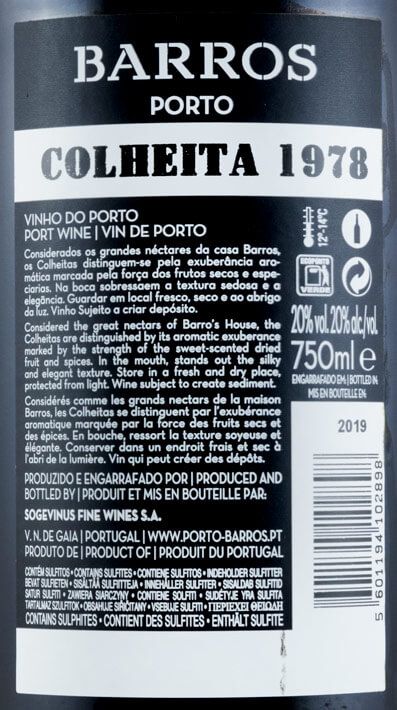 BARROS
PORTO
COLHEITA 1978
VINHO DO PORTO
PORT WINE | VIN DE PORTO
Considerados os grandes néctares da casa Barros,
os Colheitas distinguem-se pela exuberância aro-
mática marcada pela força dos frutos secos e espe-
ciarias. Na boca sobressaem a textura sedosa e a
elegância. Guardar em local fresco, seco e ao abrigo
da luz. Vinho Sujeito a criar depósito.
Considered the great nectars of Barro's House, the
Colheitas are distinguished by its aromatic exuberance
marked by the strength of the sweet-scented dried
fruit and spices. In the mouth, stands out the silky
and elegant texture. Store in a fresh and dry place,
protected from light. Wine subject to create sediment.
Considérés comme les grands nectars de la maison
Barros, les Colheitas se distinguent par l'exubérance
aromatique marquée par la force des fruits secs et
des épices. En bouche, ressort la texture soyeuse et
élégante. Conserver dans un endroit frais et sec à
l'abri de la lumière. Vin qui peut créer des dépôts.
PRODUZIDO E ENGARRAFADO POR | PRODUCED AND
BOTTLED BY | PRODUIT ET MIS EN BOUTEILLE PAR:
SOGEVINUS FINE WINES S.A.
V. N. DE GAIA | PORTUGAL | WWW.PORTO-BARROS.PT
PRODUTO DE | PRODUCT OF | PRODUIT DU PORTUGAL
CONTÉM SULFITOS • CONTAINS SULFITES • CONTIENE SULFITOS • INDEHOLDER SULFITTER
BEVAT SULFIETEN • SISÄLTÄÄ SULFIITTEJA • INNEHÅLLER SULFITER • SISALDAB SULFITID
SATUR SULFITI • ZAWIERA SIARCZYNY • CONTIENE SOLFITI • SUDĖTYJE YRA SULFITA
TARTALMAZ SZULFITOK • OBSAHUJE SIŘIČITANY • VSEBUJE SULFITI • ΠΕΡΙΕΧΕΙ ΘΕΙΩΔΗ
CONTAINS SULPHITES • CONTIENT DES SULFITES • ENTHÄLT SULFITE
12º-14ºC
ECOPONTO
VERDE
20% vol. 20% alc./vol.
750ml e
ENGARRAFADO EM: | BOTTLED IN:
MIS EN BOUTEILLE EN:
2019
5 601194 102898